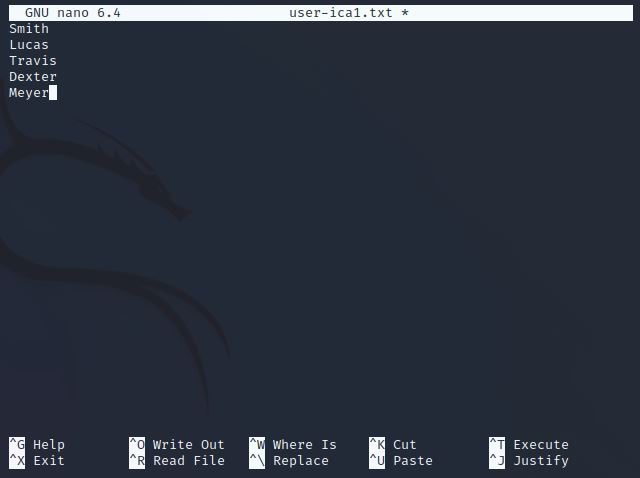 GNU nano 6.4 user-ica1.txt *
Smith
Lucas
Travis
Dexter
Meyer
^G Help ^O Write Out ^W Where Is ^K Cut ^T Execute
^X Exit ^R Read File ^\ Replace ^U Paste ^J Justify